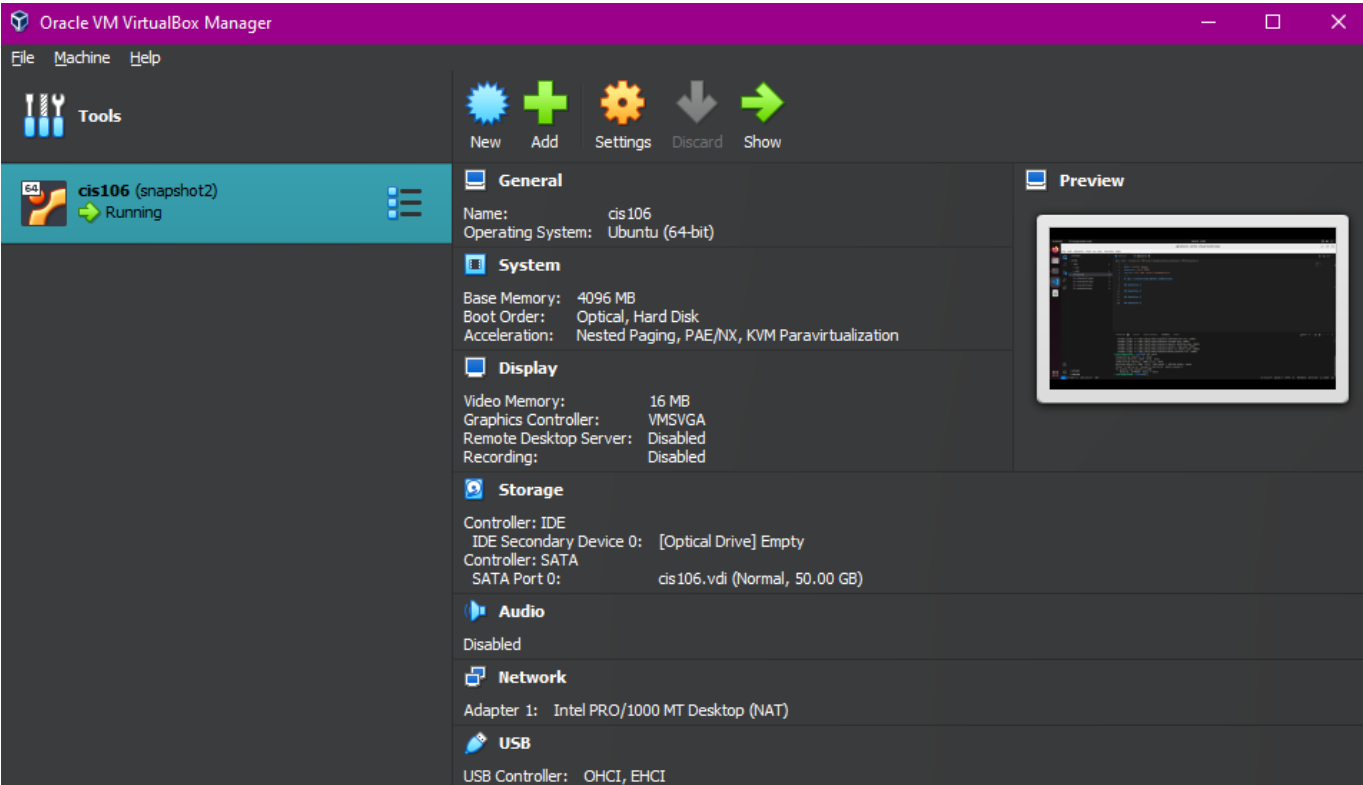 Oracle VM VirtualBox Manager
File Machine Help
Tools
New Add Settings Discard Show
64
cis106 (snapshot2)
Running
General
Name: cis106
Operating System: Ubuntu (64-bit)
System
Base Memory: 4096 MB
Boot Order: Optical, Hard Disk
Acceleration: Nested Paging, PAE/NX, KVM Paravirtualization
Display
Video Memory: 16 MB
Graphics Controller: VMSVGA
Remote Desktop Server: Disabled
Recording: Disabled
Preview
Storage
Controller: IDE
IDE Secondary Device 0: [Optical Drive] Empty
Controller: SATA
SATA Port 0: cis106.vdi (Normal, 50.00 GB)
Audio
Disabled
Network
Adapter 1: Intel PRO/1000 MT Desktop (NAT)
USB
USB Controller: OHCI, EHCI